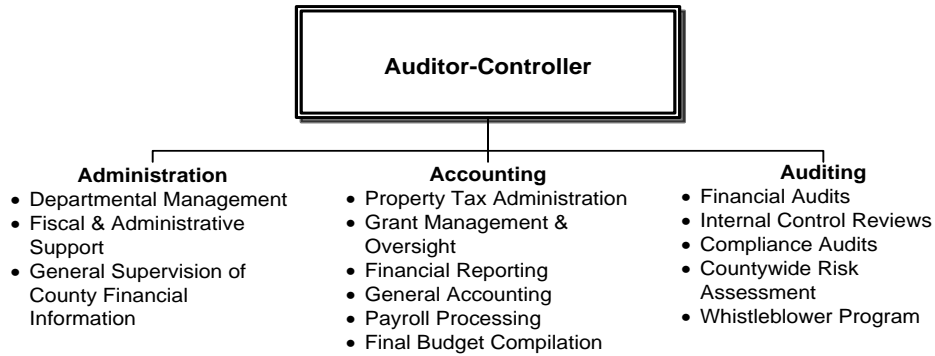 Auditor-Controller
Administration
• Departmental Management
• Fiscal & Administrative
Support
• General Supervision of
County Financial
Information
Accounting
• Property Tax Administration
• Grant Management &
Oversight
• Financial Reporting
• General Accounting
• Payroll Processing
• Final Budget Compilation
Auditing
• Financial Audits
• Internal Control Reviews
• Compliance Audits
• Countywide Risk
Assessment
• Whistleblower Program